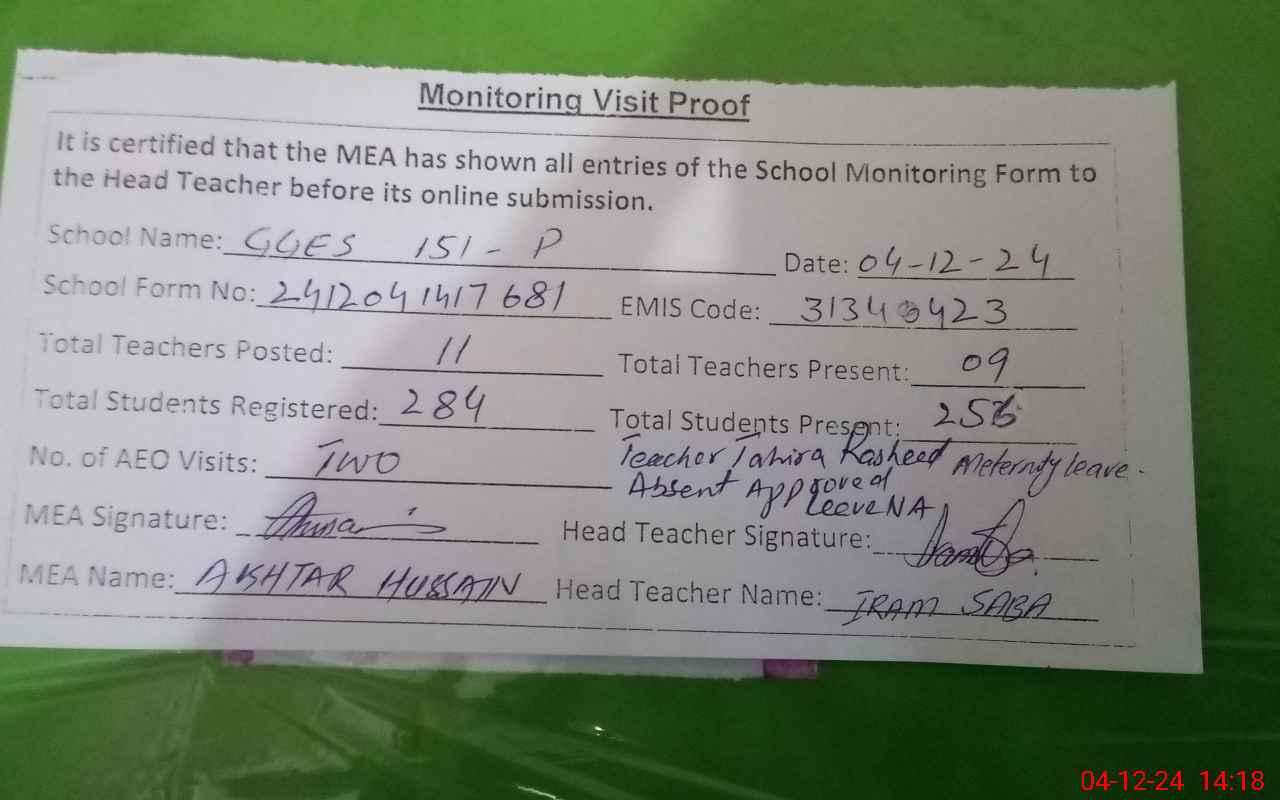 Monitoring Visit Proof
It is certified that the MEA has shown all entries of the School Monitoring Form to
the Head Teacher before its online submission.
School Name: GGES 151-P Date: 04-12-24
School Form No: 2412041417681 EMIS Code: 31340423
Total Teachers Posted: 11 Total Teachers Present: 09
Total Students Registered: 284 Total Students Present:
No. of AEO Visits: Two Teacher Tahira Rasheed Meternity leave.
Absent Approved
leeve NA
MEA Signature: Head Teacher Signature:
MEA Name: AKHTAR HUSSAIN Head Teacher Name: IRAM SABA
04-12-24 14:18